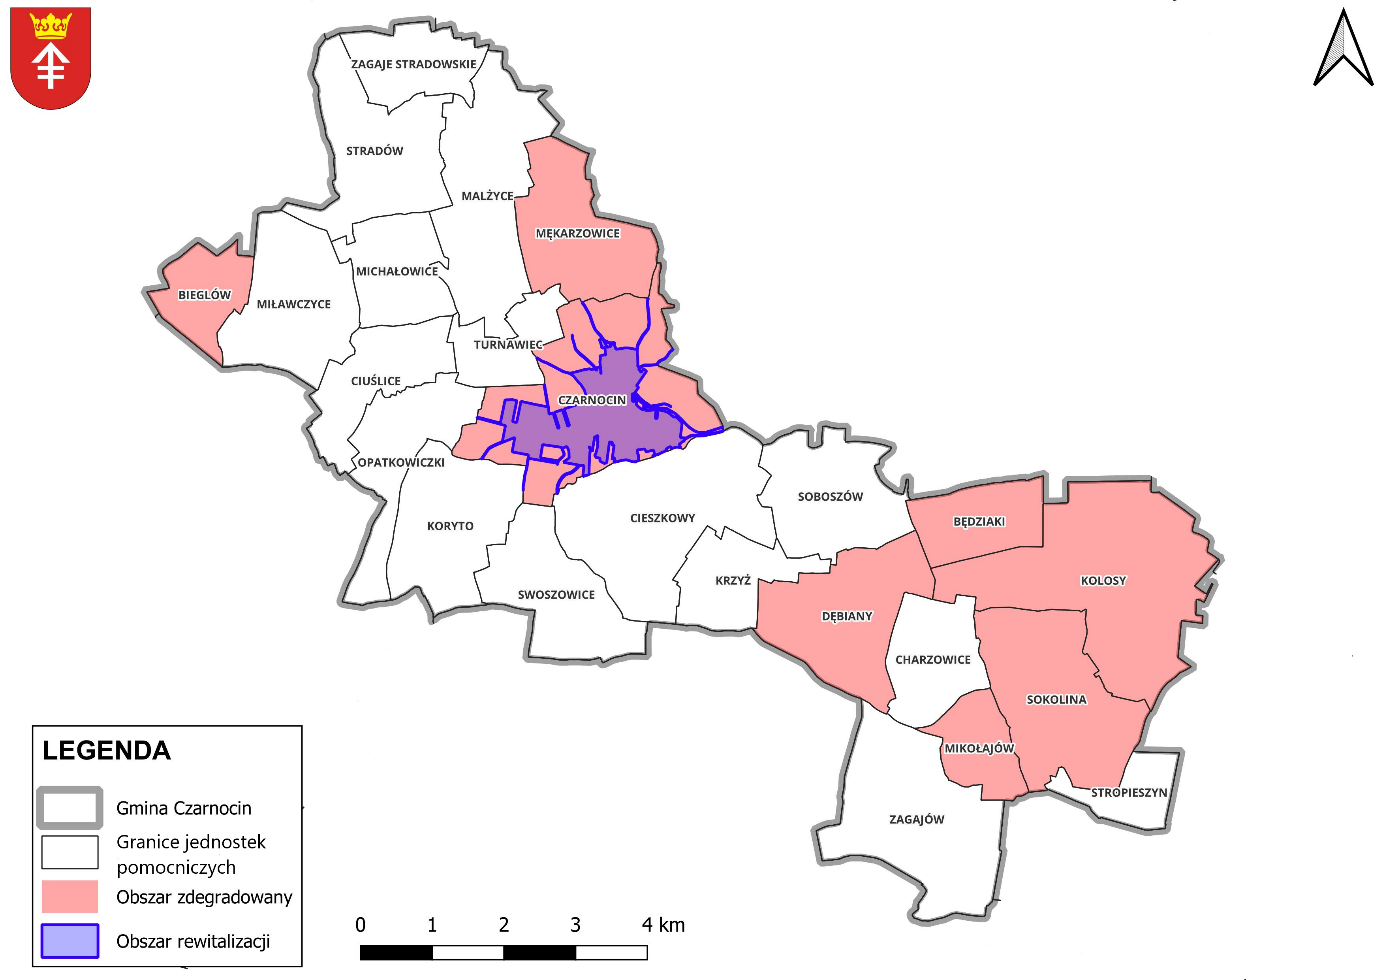 ZAGAJE STRADOWSKIE
STRADÓW
MALŻYCE
MĘKARZOWICE
MICHAŁOWICE
BIEGLÓW
MIŁAWCZYCE
TURNAWIEC
CIUŚLICE
CZARNOCIN
OPATKOWICZKI
SOBOSZÓW
CIESZKOWY
BĘDZIAKI
KORYTO
KRZYŻ
KOLOSY
SWOSZOWICE
DĘBIANY
CHARZOWICE
SOKOLINA
MIKOŁAJÓW
STROPIESZYN
ZAGAJÓW
LEGENDA
Gmina Czarnocin
Granice jednostek
pomocniczych
Obszar zdegradowany
Obszar rewitalizacji
0 1 2 3 4 km